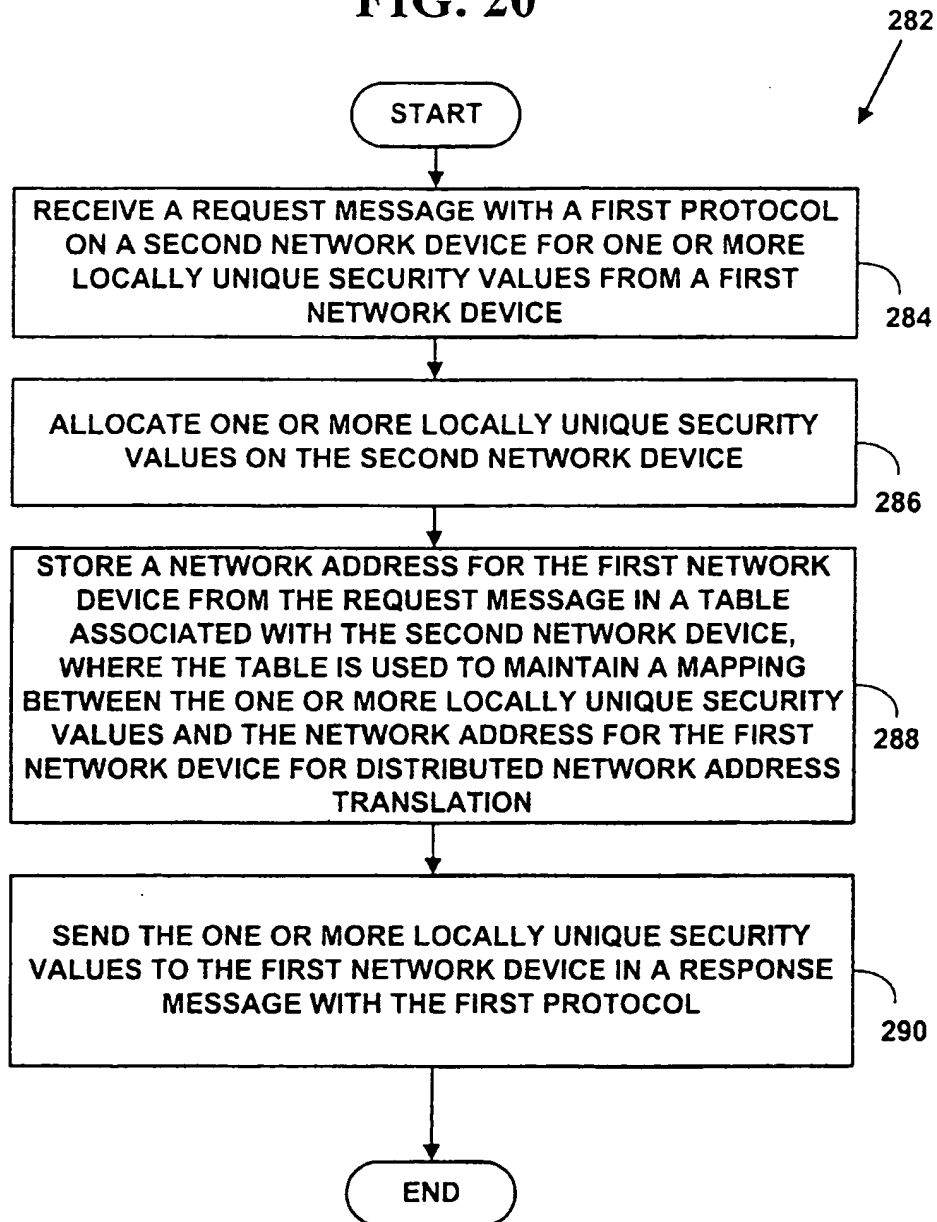 FIG. 20
282
START
RECEIVE A REQUEST MESSAGE WITH A FIRST PROTOCOL
ON A SECOND NETWORK DEVICE FOR ONE OR MORE
LOCALLY UNIQUE SECURITY VALUES FROM A FIRST
NETWORK DEVICE
284
ALLOCATE ONE OR MORE LOCALLY UNIQUE SECURITY
VALUES ON THE SECOND NETWORK DEVICE
286
STORE A NETWORK ADDRESS FOR THE FIRST NETWORK
DEVICE FROM THE REQUEST MESSAGE IN A TABLE
ASSOCIATED WITH THE SECOND NETWORK DEVICE,
WHERE THE TABLE IS USED TO MAINTAIN A MAPPING
BETWEEN THE ONE OR MORE LOCALLY UNIQUE SECURITY
VALUES AND THE NETWORK ADDRESS FOR THE FIRST
NETWORK DEVICE FOR DISTRIBUTED NETWORK ADDRESS
TRANSLATION
288
SEND THE ONE OR MORE LOCALLY UNIQUE SECURITY
VALUES TO THE FIRST NETWORK DEVICE IN A RESPONSE
MESSAGE WITH THE FIRST PROTOCOL
290
END